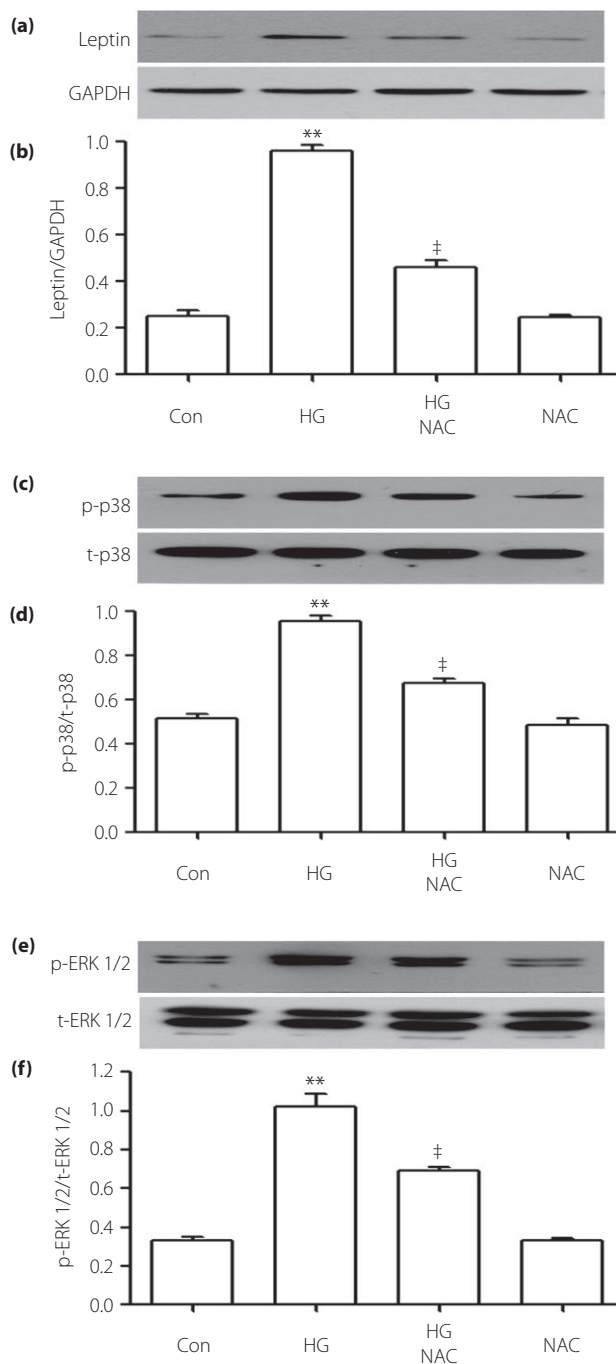 (a)
Leptin
GAPDH
(b)
Leptin/GAPDH
1.0
0.8
0.6
0.4
0.2
0.0
**
‡
Con HG HG NAC
NAC
(c)
p-p38
t-p38
(d)
p-p38/t-p38
1.0
0.8
0.6
0.4
0.2
0.0
**
‡
Con HG HG NAC
NAC
(e)
p-ERK 1/2
t-ERK 1/2
(f)
p-ERK 1/2/t-ERK 1/2
1.2
1.0
0.8
0.6
0.4
0.2
0.0
**
‡
Con HG HG NAC
NAC